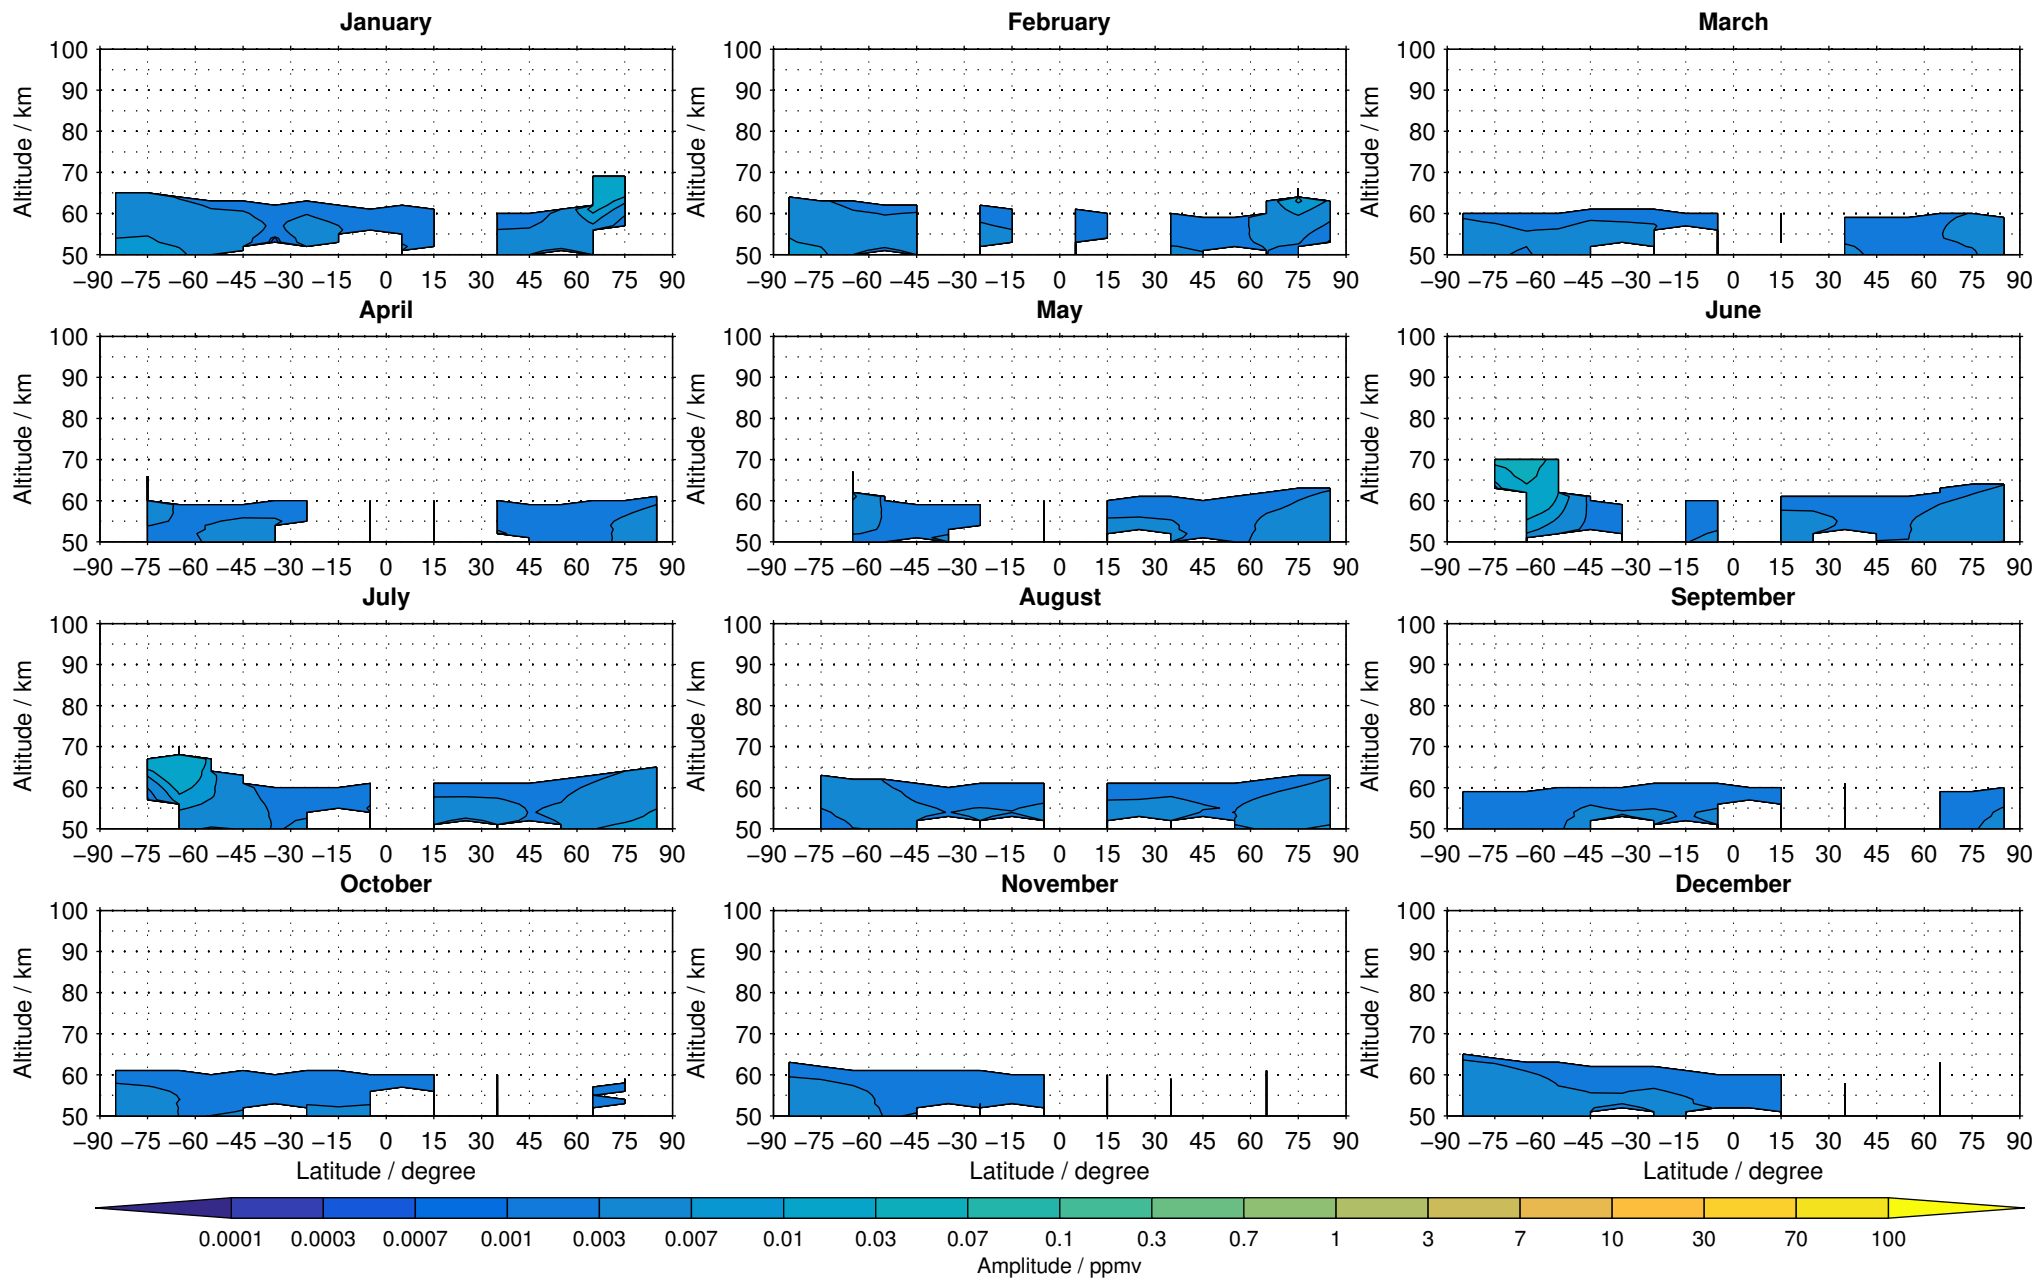 January February March
100 100 100
90 90 90
80 80 80
70 70 70
60 60 60
50 50 50
Altitude / km Altitude / km Altitude / km
−90 −75 −60 −45 −30 −15 0 15 30 45 60 75 90 −90 −75 −60 −45 −30 −15 0 15 30 45 60 75 90 −90 −75 −60 −45 −30 −15 0 15 30 45 60 75 90
April May June
100 100 100
90 90 90
80 80 80
70 70 70
60 60 60
50 50 50
Altitude / km Altitude / km Altitude / km
−90 −75 −60 −45 −30 −15 0 15 30 45 60 75 90 −90 −75 −60 −45 −30 −15 0 15 30 45 60 75 90 −90 −75 −60 −45 −30 −15 0 15 30 45 60 75 90
July August September
100 100 100
90 90 90
80 80 80
70 70 70
60 60 60
50 50 50
Altitude / km Altitude / km Altitude / km
−90 −75 −60 −45 −30 −15 0 15 30 45 60 75 90 −90 −75 −60 −45 −30 −15 0 15 30 45 60 75 90 −90 −75 −60 −45 −30 −15 0 15 30 45 60 75 90
October November December
100 100 100
90 90 90
80 80 80
70 70 70
60 60 60
50 50 50
Altitude / km Altitude / km Altitude / km
−90 −75 −60 −45 −30 −15 0 15 30 45 60 75 90 −90 −75 −60 −45 −30 −15 0 15 30 45 60 75 90 −90 −75 −60 −45 −30 −15 0 15 30 45 60 75 90
Latitude / degree Latitude / degree Latitude / degree
0.0001 0.0003 0.0007 0.001 0.003 0.007 0.01 0.03 0.07 0.1 0.3 0.7 1 3 7 10 30 70 100
Amplitude / ppmv